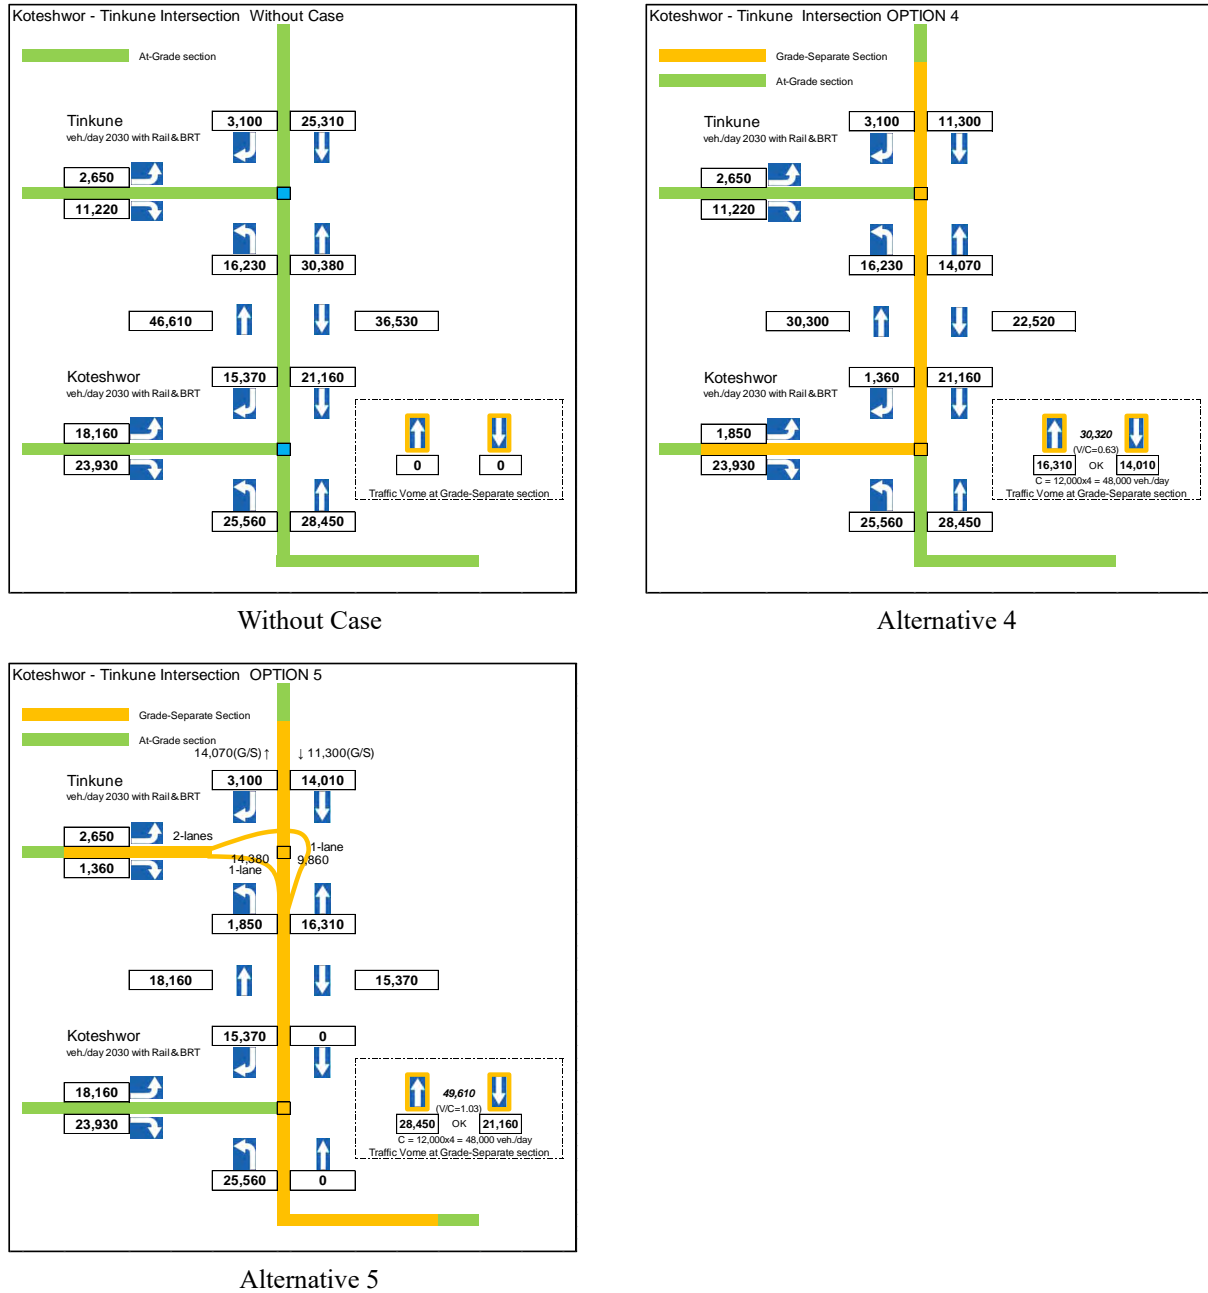 Koteshwor - Tinkune Intersection Without Case
At-Grade section
Tinkune
veh./day 2030 with Rail & BRT
3,100
25,310
2,650
11,220
16,230
30,380
46,610
36,530
Koteshwor
veh./day 2030 with Rail & BRT
15,370
21,160
18,160
23,930
0
0
Traffic Vome at Grade-Separate section
25,560
28,450
Without Case
Koteshwor - Tinkune Intersection OPTION 4
Grade-Separate Section
At-Grade section
Tinkune
veh./day 2030 with Rail & BRT
3,100
11,300
2,650
11,220
16,230
14,070
30,300
22,520
Koteshwor
veh./day 2030 with Rail & BRT
1,360
21,160
1,850
23,930
30,320
(V/C=0.63)
16,310 OK 14,010
C = 12,000x4 = 48,000 veh./day
Traffic Vome at Grade-Separate section
25,560
28,450
Alternative 4
Koteshwor - Tinkune Intersection OPTION 5
Grade-Separate Section
At-Grade section
14,070(G/S) ↑
↓ 11,300(G/S)
Tinkune
veh./day 2030 with Rail & BRT
3,100
14,010
2,650
2-lanes
1-lane
14,380
9,860
1,360
1-lane
1,850
16,310
18,160
15,370
Koteshwor
veh./day 2030 with Rail & BRT
15,370
0
18,160
23,930
49,610
(V/C=1.03)
28,450 OK 21,160
C = 12,000x4 = 48,000 veh./day
Traffic Vome at Grade-Separate section
25,560
0
Alternative 5